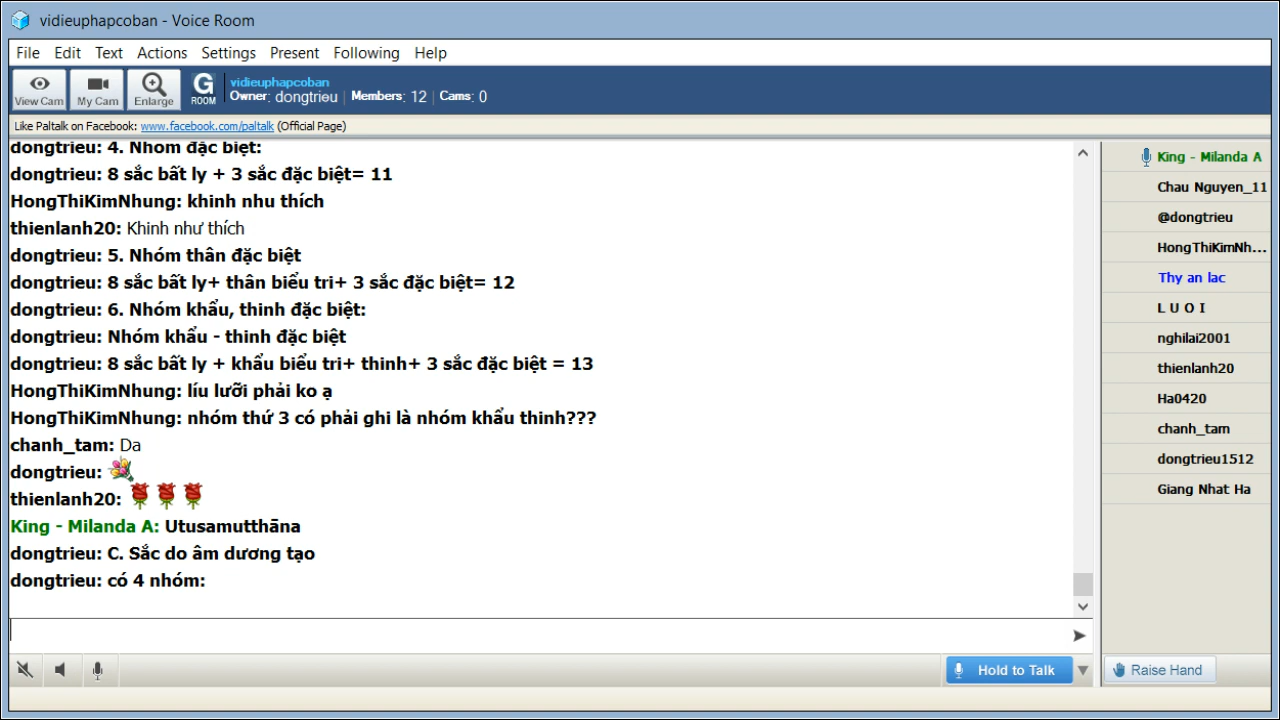 vidieuphapcoban - Voice Room
File Edit Text Actions Settings Present Following Help
View Cam
My Cam
Enlarge
G ROOM
vidieuphapcoban
Owner: dongtrieu | Members: 12 | Cams: 0
Like Paltalk on Facebook: www.facebook.com/paltalk (Official Page)
dongtrieu: 4. Nhóm đặc biệt:
dongtrieu: 8 sắc bất ly + 3 sắc đặc biệt= 11
HongThiKimNhung: khinh nhu thích
thienlanh20: Khinh như thích
dongtrieu: 5. Nhóm thân đặc biệt
dongtrieu: 8 sắc bất ly+ thân biểu tri+ 3 sắc đặc biệt= 12
dongtrieu: 6. Nhóm khẩu, thinh đặc biệt:
dongtrieu: Nhóm khẩu - thinh đặc biệt
dongtrieu: 8 sắc bất ly + khẩu biểu tri+ thinh+ 3 sắc đặc biệt = 13
HongThiKimNhung: líu lưỡi phải ko ạ
HongThiKimNhung: nhóm thứ 3 có phải ghi là nhóm khẩu thinh???
chanh_tam: Da
dongtrieu:
thienlanh20:
King - Milanda A: Utusamutthāna
dongtrieu: C. Sắc do âm dương tạo
dongtrieu: có 4 nhóm:
King - Milanda A
Chau Nguyen_11
@dongtrieu
HongThiKimNh...
Thy an lac
L U O I
nghilai2001
thienlanh20
Ha0420
chanh_tam
dongtrieu1512
Giang Nhat Ha
Hold to Talk
Raise Hand